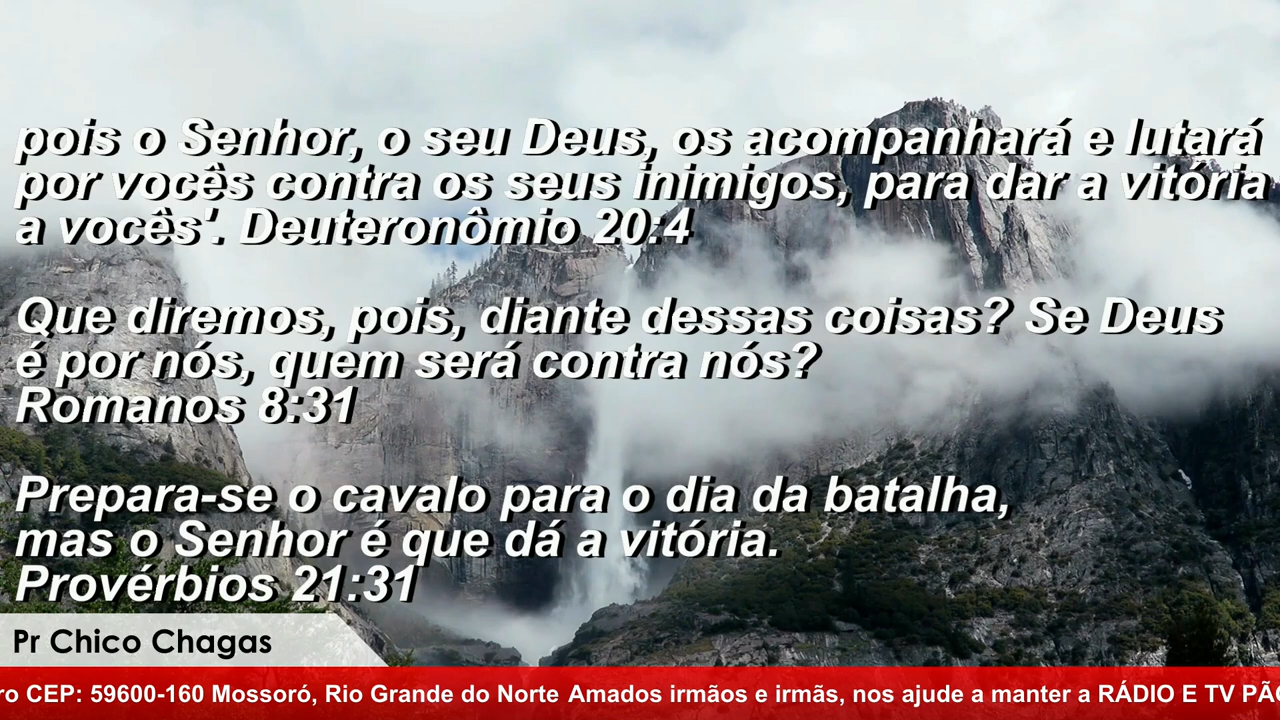 pois o Senhor, o seu Deus, os acompanhará e lutará
por vocês contra os seus inimigos, para dar a vitória
a vocês'. Deuteronômio 20:4
Que diremos, pois, diante dessas coisas? Se Deus
é por nós, quem será contra nós?
Romanos 8:31
Prepara-se o cavalo para o dia da batalha,
mas o Senhor é que dá a vitória.
Provérbios 21:31
Pr Chico Chagas
CEP: 59600-160 Mossoró, Rio Grande do Norte Amados irmãos e irmãs, nos ajude a manter a RÁDIO E TV